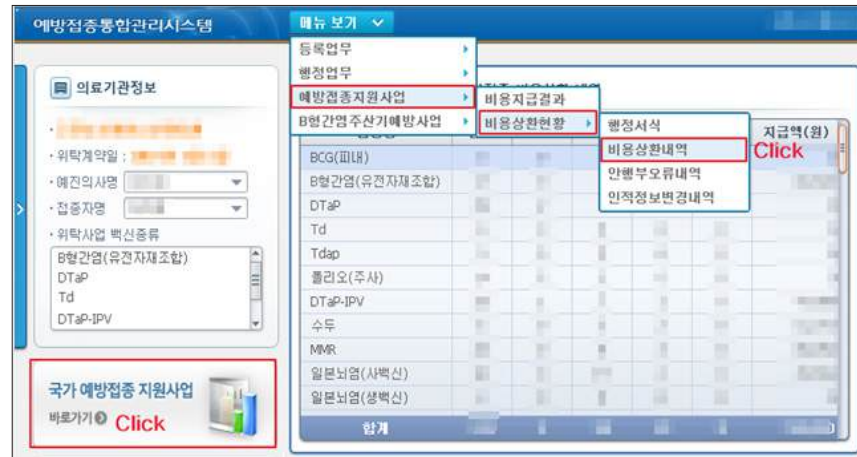 예방접종통합관리시스템
메뉴 보기
등록업무
행정업무
예방접종지원사업
B형간염주산기예방사업
비용지급결과
비용상환현황
행정서식
비용상환내역
안행부오류내역
인적정보변경내역
Click
의료기관정보
· 위탁계약일 :
· 예진의사명
· 접종자명
· 위탁사업 백신종류
B형간염(유전자재조합)
DTaP
Td
DTaP-IPV
국가 예방접종 지원사업
바로가기
Click
지급액(원)
BCG(피내)
B형간염(유전자재조합)
DTaP
Td
Tdap
폴리오(주사)
DTaP-IPV
수두
MMR
일본뇌염(사백신)
일본뇌염(생백신)
합계